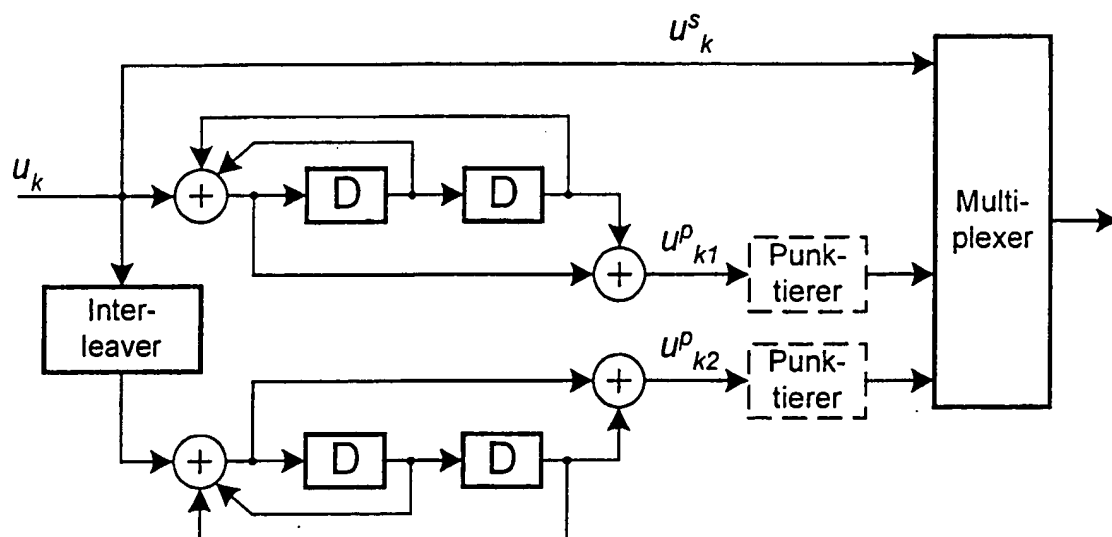 u^s_k
u_k
+
D
D
Multi-
plexer
+
u^p_k1
Punk-
tierer
Inter-
leaver
u^p_k2
Punk-
tierer
+
+
D
D